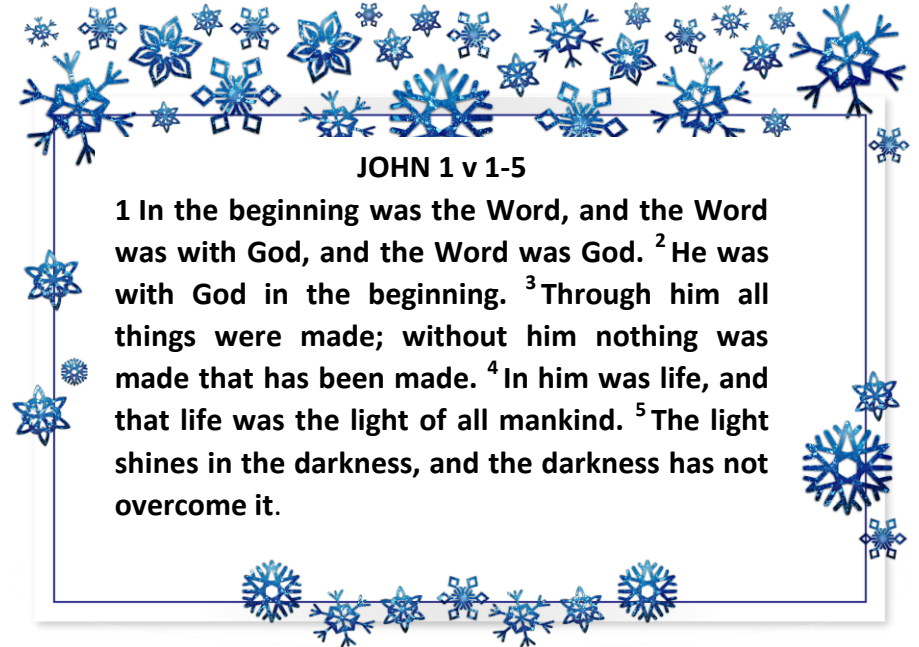 JOHN 1 v 1-5
1 In the beginning was the Word, and the Word
was with God, and the Word was God. ² He was
with God in the beginning. ³ Through him all
things were made; without him nothing was
made that has been made. ⁴ In him was life, and
that life was the light of all mankind. ⁵ The light
shines in the darkness, and the darkness has not
overcome it.